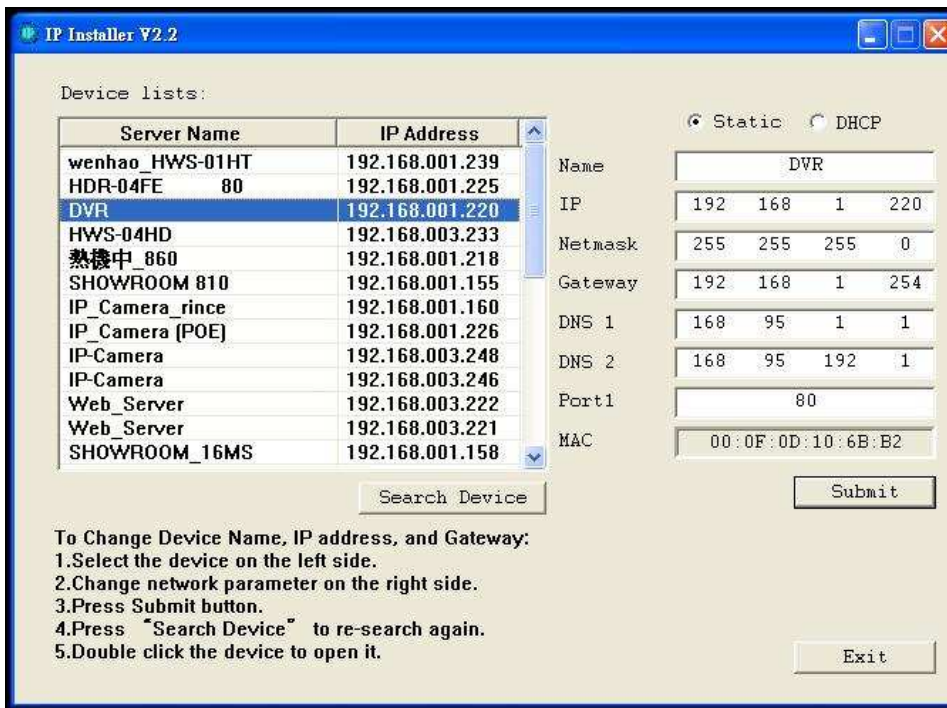 IP Installer V2.2
Device lists:
Server Name IP Address
wenhao_HWS-01HT 192.168.001.239
HDR-04FE 80 192.168.001.225
DVR 192.168.001.220
HWS-04HD 192.168.003.233
熱機中_860 192.168.001.218
SHOWROOM 810 192.168.001.155
IP_Camera_rince 192.168.001.160
IP_Camera (POE) 192.168.001.226
IP-Camera 192.168.003.248
IP-Camera 192.168.003.246
Web_Server 192.168.003.222
Web_Server 192.168.003.221
SHOWROOM_16MS 192.168.001.158
Search Device
Static DHCP
Name DVR
IP 192 168 1 220
Netmask 255 255 255 0
Gateway 192 168 1 254
DNS 1 168 95 1 1
DNS 2 168 95 192 1
Port1 80
MAC 00:0F:0D:10:6B:B2
Submit
To Change Device Name, IP address, and Gateway:
1.Select the device on the left side.
2.Change network parameter on the right side.
3.Press Submit button.
4.Press “Search Device” to re-search again.
5.Double click the device to open it.
Exit